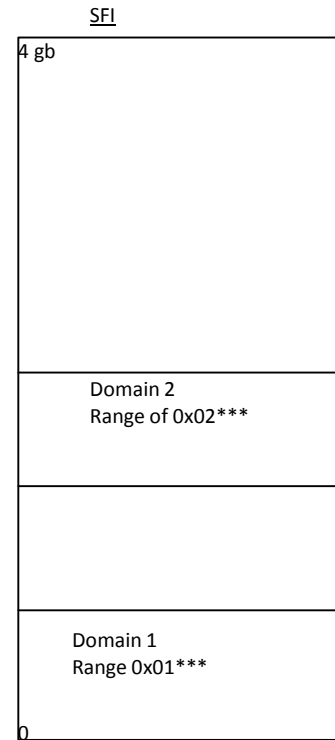 SFI
4 gb
Domain 2
Range of 0x02***
Domain 1
Range 0x01***
0